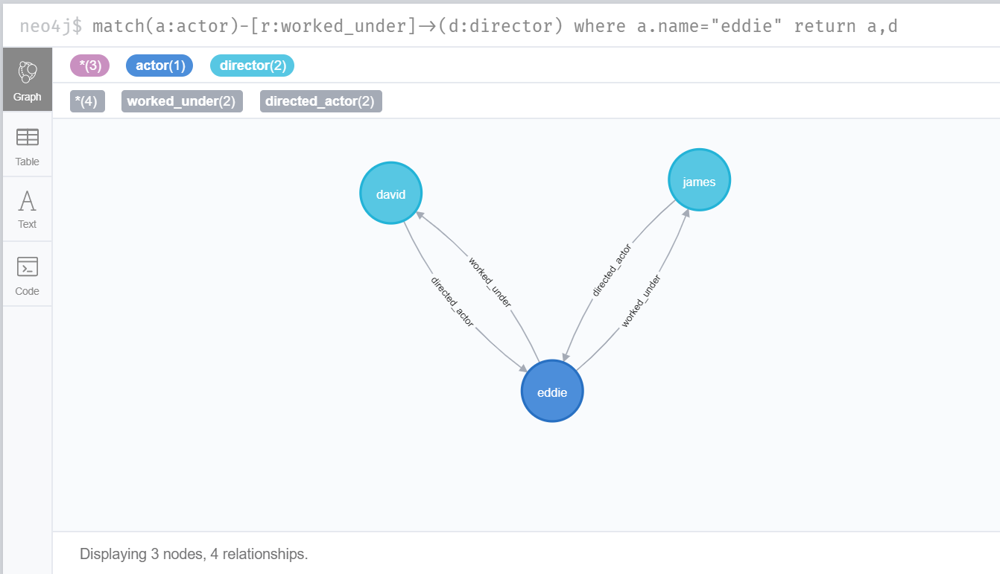 neo4j$ match(a:actor)-[r:worked_under]->(d:director) where a.name="eddie" return a,d
*(3) actor(1) director(2)
*(4) worked_under(2) directed_actor(2)
Graph
Table
Text
Code
david
james
directed_actor
worked_under
directed_actor
worked_under
eddie
Displaying 3 nodes, 4 relationships.